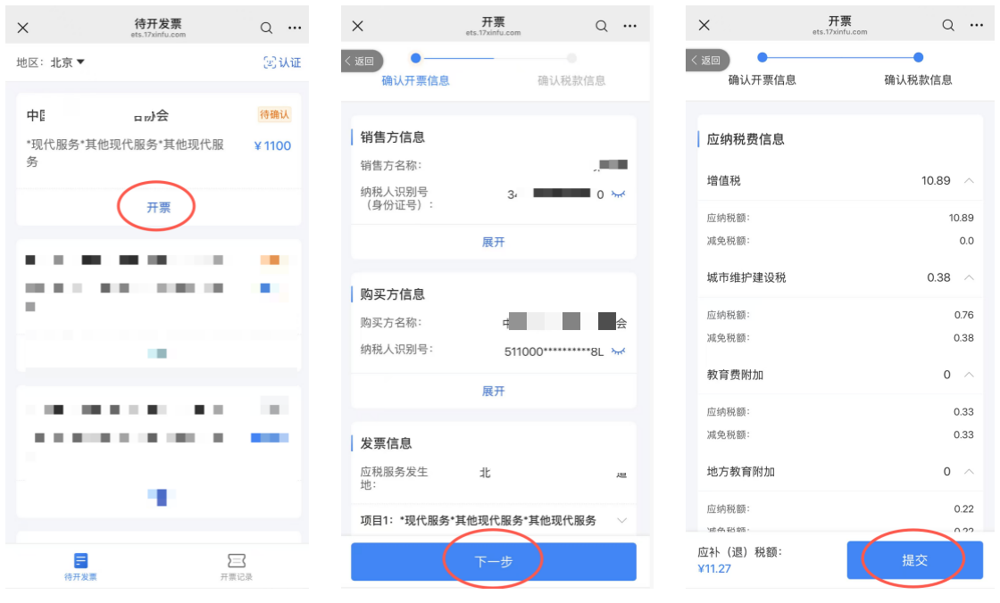 待开发票
ets.17xinfu.com
地区：北京
认证
中国
会
待确认
*现代服务*其他现代服务*其他现代服
务
¥1100
开票
待开发票
开票记录
开票
ets.17xinfu.com
返回
确认开票信息
确认税款信息
销售方信息
销售方名称:
纳税人识别号
（身份证号）:
34
0
展开
购买方信息
购买方名称:
中
会
纳税人识别号:
511000**********8L
展开
发票信息
应税服务发生
地:
北
项目1: *现代服务*其他现代服务*其他现代服务
下一步
开票
ets.17xinfu.com
返回
确认开票信息
确认税款信息
应纳税费信息
增值税
10.89
应纳税额:
10.89
减免税额:
0.0
城市维护建设税
0.38
应纳税额:
0.76
减免税额:
0.38
教育费附加
0
应纳税额:
0.33
减免税额:
0.33
地方教育附加
0
应纳税额:
0.22
减免税额:
0.22
应补（退）税额:
¥11.27
提交